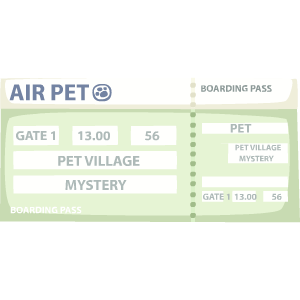 AIR PET
GATE 1 13.00 56
PET VILLAGE
MYSTERY
BOARDING PASS
BOARDING PASS
PET
PET VILLAGE
MYSTERY
GATE 1 13.00 56